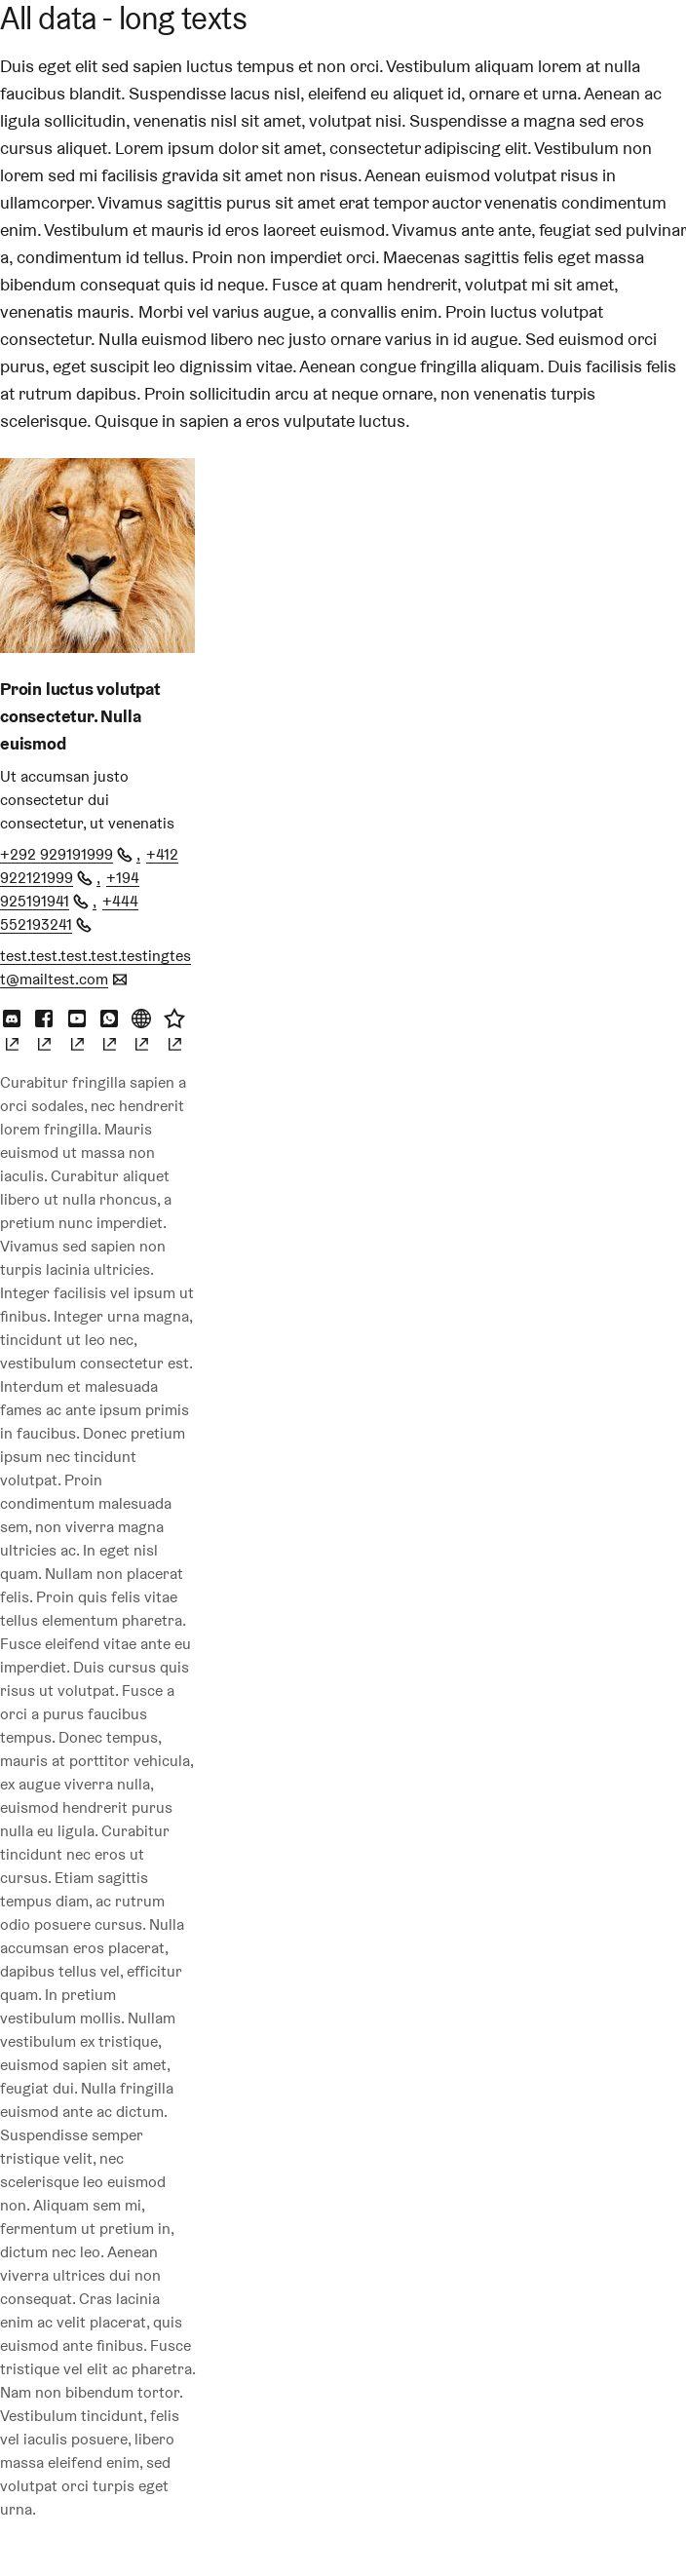 All data - long texts
Duis eget elit sed sapien luctus tempus et non orci. Vestibulum aliquam lorem at nulla
faucibus blandit. Suspendisse lacus nisl, eleifend eu aliquet id, ornare et urna. Aenean ac
ligula sollicitudin, venenatis nisl sit amet, volutpat nisi. Suspendisse a magna sed eros
cursus aliquet. Lorem ipsum dolor sit amet, consectetur adipiscing elit. Vestibulum non
lorem sed mi facilisis gravida sit amet non risus. Aenean euismod volutpat risus in
ullamcorper. Vivamus sagittis purus sit amet erat tempor auctor venenatis condimentum
enim. Vestibulum et mauris id eros laoreet euismod. Vivamus ante ante, feugiat sed pulvinar
a, condimentum id tellus. Proin non imperdiet orci. Maecenas sagittis felis eget massa
bibendum consequat quis id neque. Fusce at quam hendrerit, volutpat mi sit amet,
venenatis mauris. Morbi vel varius augue, a convallis enim. Proin luctus volutpat
consectetur. Nulla euismod libero nec justo ornare varius in id augue. Sed euismod orci
purus, eget suscipit leo dignissim vitae. Aenean congue fringilla aliquam. Duis facilisis felis
at rutrum dapibus. Proin sollicitudin arcu at neque ornare, non venenatis turpis
scelerisque. Quisque in sapien a eros vulputate luctus.
Proin luctus volutpat
consectetur. Nulla
euismod
Ut accumsan justo
consectetur dui
consectetur, ut venenatis
+292 929191999 , +412
922121999 , +194
925191941 , +444
552193241
test.test.test.test.testingtes
t@mailtest.com
Curabitur fringilla sapien a
orci sodales, nec hendrerit
lorem fringilla. Mauris
euismod ut massa non
iaculis. Curabitur aliquet
libero ut nulla rhoncus, a
pretium nunc imperdiet.
Vivamus sed sapien non
turpis lacinia ultricies.
Integer facilisis vel ipsum ut
finibus. Integer urna magna,
tincidunt ut leo nec,
vestibulum consectetur est.
Interdum et malesuada
fames ac ante ipsum primis
in faucibus. Donec pretium
ipsum nec tincidunt
volutpat. Proin
condimentum malesuada
sem, non viverra magna
ultricies ac. In eget nisl
quam. Nullam non placerat
felis. Proin quis felis vitae
tellus elementum pharetra.
Fusce eleifend vitae ante eu
imperdiet. Duis cursus quis
risus ut volutpat. Fusce a
orci a purus faucibus
tempus. Donec tempus,
mauris at porttitor vehicula,
ex augue viverra nulla,
euismod hendrerit purus
nulla eu ligula. Curabitur
tincidunt nec eros ut
cursus. Etiam sagittis
tempus diam, ac rutrum
odio posuere cursus. Nulla
accumsan eros placerat,
dapibus tellus vel, efficitur
quam. In pretium
vestibulum mollis. Nullam
vestibulum ex tristique,
euismod sapien sit amet,
feugiat dui. Nulla fringilla
euismod ante ac dictum.
Suspendisse semper
tristique velit, nec
scelerisque leo euismod
non. Aliquam sem mi,
fermentum ut pretium in,
dictum nec leo. Aenean
viverra ultrices dui non
consequat. Cras lacinia
enim ac velit placerat, quis
euismod ante finibus. Fusce
tristique vel elit ac pharetra.
Nam non bibendum tortor.
Vestibulum tincidunt, felis
vel iaculis posuere, libero
massa eleifend enim, sed
volutpat orci turpis eget
urna.